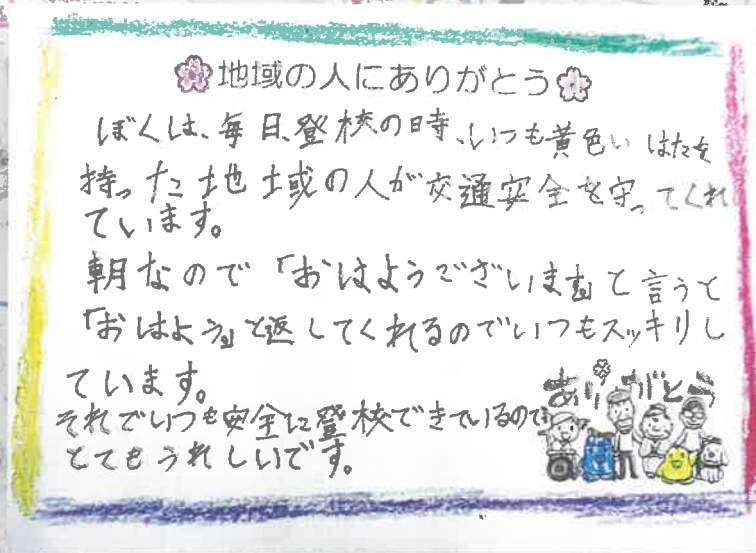 地域の人にありがとう
ぼくは、毎日、登校の時、いつも黄色いはたを
持った地域の人が交通安全を守ってくれ
ています。
朝なので「おはようございます」と言うと
「おはよう」と返してくれるのでいつもスッキリし
ています。
それでいつも安全に登校できているので
とてもうれしいです。
ありがとう